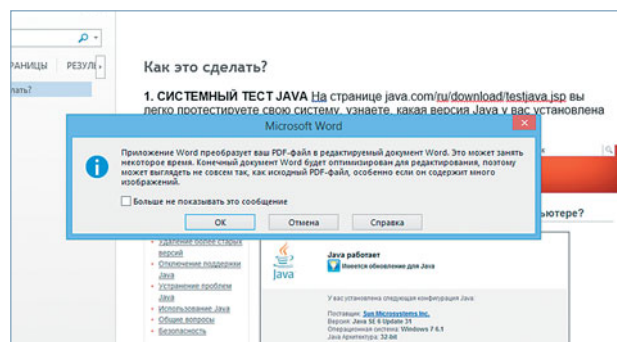 РАНИЦЫ РЕЗУЛЬ
лать?
Как это сделать?
1. СИСТЕМНЫЙ ТЕСТ JAVA На странице java.com/ru/download/testjava.jsp вы
легко протестируете свою систему, узнаете, какая версия Java у вас установлена
Microsoft Word
Приложение Word преобразует ваш PDF-файл в редактируемый документ Word. Это может занять
некоторое время. Конечный документ Word будет оптимизирован для редактирования, поэтому
может выглядеть не совсем так, как исходный PDF-файл, особенно если он содержит много
изображений.
Больше не показывать это сообщение
ОК Отмена Справка
ютере?
Удаление более старых
версий
Отключение поддержки
Java
Устранение проблем
Java
Использование Java
Общие вопросы
Безопасность
Java
Java работает
Имеется обновление для Java
У вас установлена следующая конфигурация Java:
Поставщик: Sun Microsystems Inc.
Версия: Java SE 6 Update 31
Операционная система: Windows 7 6.1
Java Архитектура: 32-bit